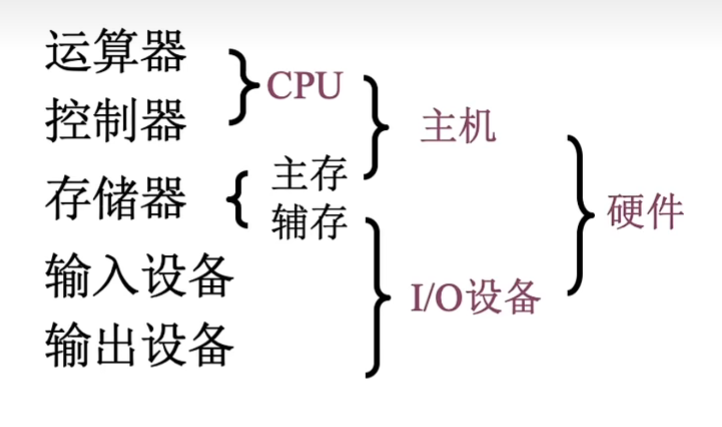 运算器
控制器
CPU
主机
存储器
主存
辅存
硬件
输入设备
输出设备
I/O设备